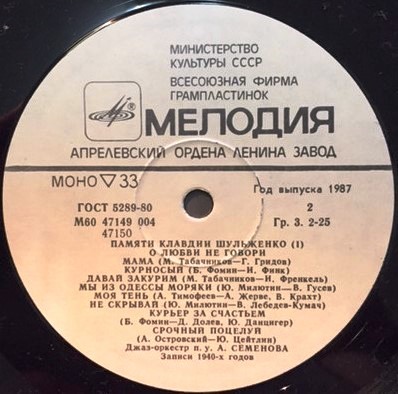 МИНИСТЕРСТВО
КУЛЬТУРЫ СССР
ВСЕСОЮЗНАЯ ФИРМА
ГРАМПЛАСТИНОК
МЕЛОДИЯ
АПРЕЛЕВСКИЙ ОРДЕНА ЛЕНИНА ЗАВОД
МОНО ▽ 33
Год выпуска 1987
ГОСТ 5289-80
2
М60 47149 004
Гр. 3. 2-25
47150
ПАМЯТИ КЛАВДИИ ШУЛЬЖЕНКО (1)
О ЛЮБВИ НЕ ГОВОРИ
МАМА (М. Табачников—Г. Гридов)
КУРНОСЫЙ (Б. Фомин—И. Финк)
ДАВАЙ ЗАКУРИМ (М. Табачников—И. Френкель)
МЫ ИЗ ОДЕССЫ МОРЯКИ (Ю. Милютин—В. Гусев)
МОЯ ТЕНЬ (А. Тимофеев—А. Жерве, В. Крахт)
НЕ СКРЫВАЙ (Ю. Милютин—В. Лебедев-Кумач)
КУРЬЕР ЗА СЧАСТЬЕМ
(Б. Фомин—Д. Долев, Ю. Данцигер)
СРОЧНЫЙ ПОЦЕЛУЙ
(А. Островский—Ю. Цейтлин)
Джаз-оркестр п. у. А. СЕМЕНОВА
Записи 1940-х годов